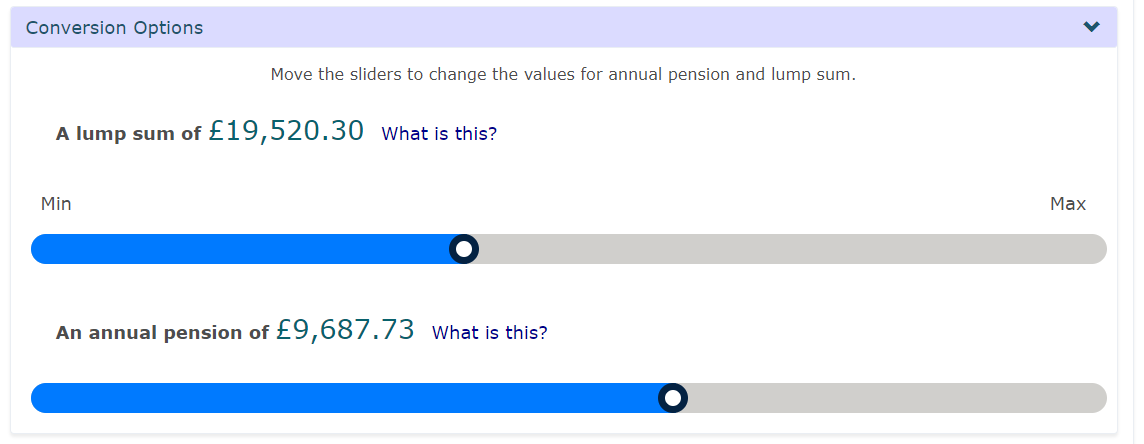 Conversion Options
Move the sliders to change the values for annual pension and lump sum.
A lump sum of £19,520.30 What is this?
Min Max
An annual pension of £9,687.73 What is this?